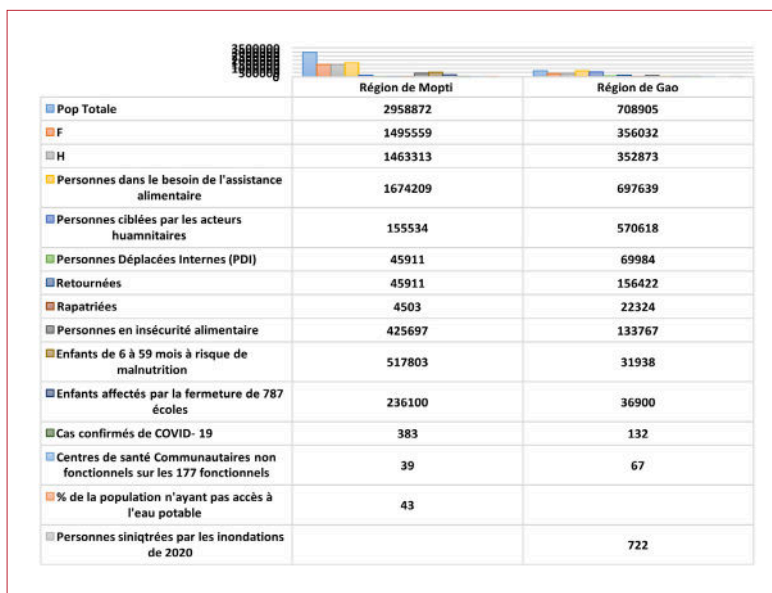 3500000
0
Région de Mopti Région de Gao
Pop Totale 2958872 708905
F 1495559 356032
H 1463313 352873
Personnes dans le besoin de l'assistance
alimentaire 1674209 697639
Personnes ciblées par les acteurs
huamnitaires 155534 570618
Personnes Déplacées Internes (PDI) 45911 69984
Retournées 45911 156422
Rapatriées 4503 22324
Personnes en insécurité alimentaire 425697 133767
Enfants de 6 à 59 mois à risque de
malnutrition 517803 31938
Enfants affectés par la fermeture de 787
écoles 236100 36900
Cas confirmés de COVID- 19 383 132
Centres de santé Communautaires non
fonctionnels sur les 177 fonctionnels 39 67
% de la population n'ayant pas accès à
l'eau potable 43
Personnes siniqtrées par les inondations
de 2020 722